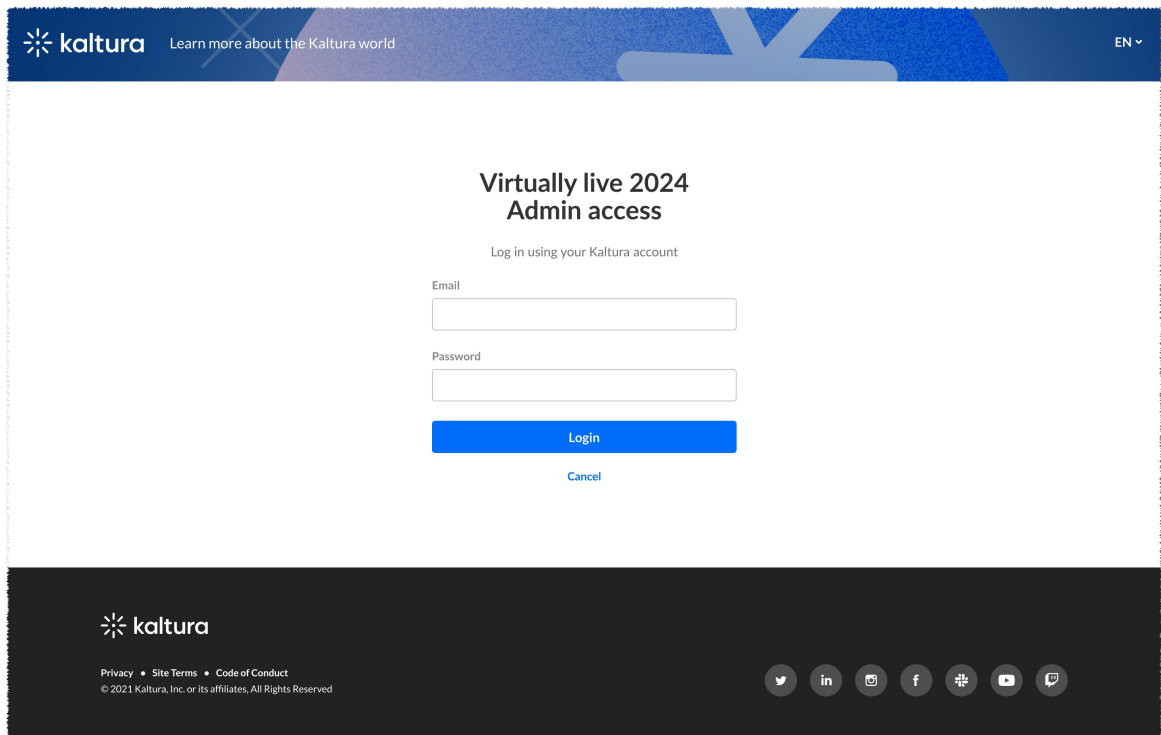 kaltura
Learn more about the Kaltura world
EN
Virtually live 2024
Admin access
Log in using your Kaltura account
Email
Password
Login
Cancel
kaltura
Privacy • Site Terms • Code of Conduct
© 2021 Kaltura, Inc. or its affiliates, All Rights Reserved
in
f